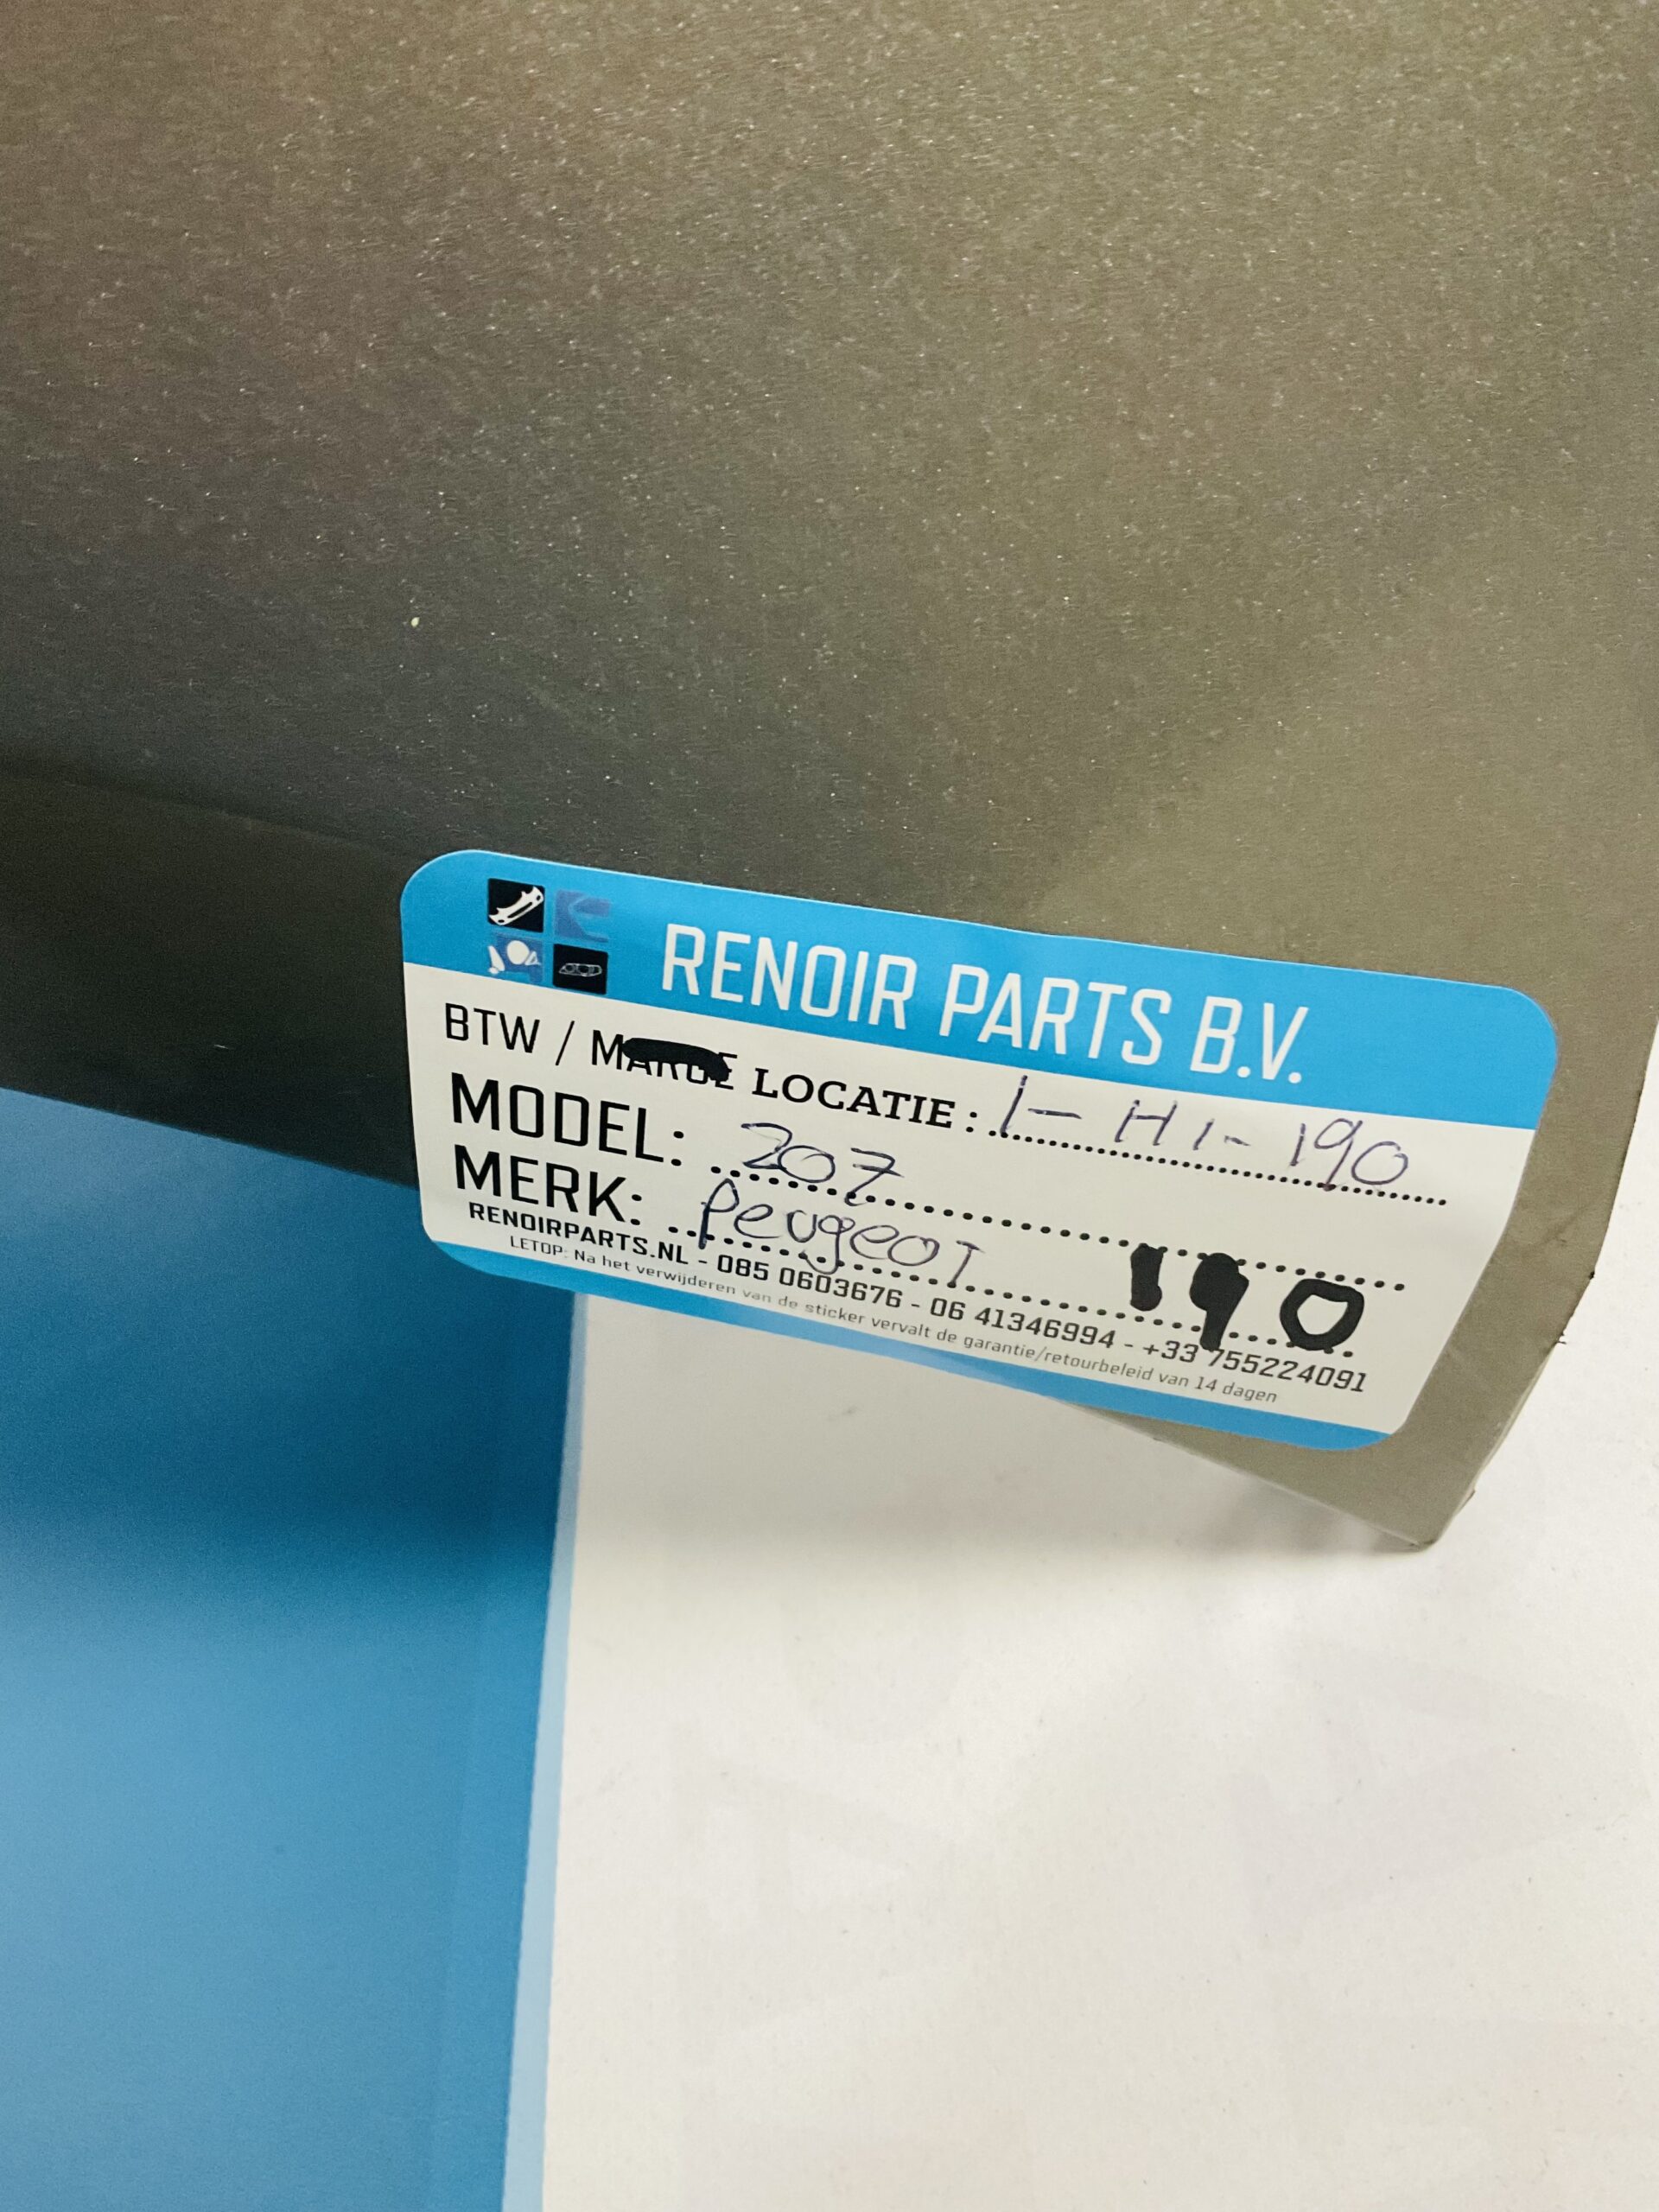 RENOIR PARTS B.V.
BTW / MARGE LOCATIE: 1-H1-190
MODEL: 207
MERK: Peugeot
190
RENOIRPARTS.NL - 085 0603676 - 06 41346994 - +33 755224091
LETOP: Na het verwijderen van de sticker vervalt de garantie/retourbeleid van 14 dagen